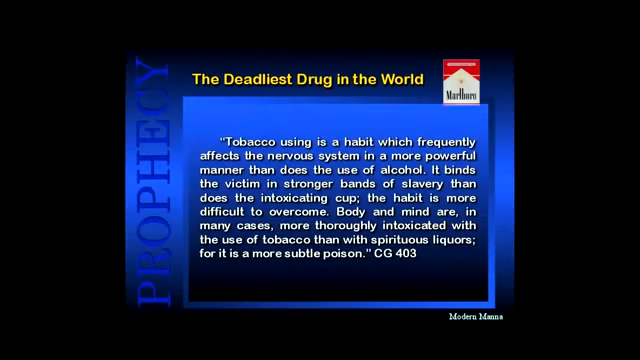 The Deadliest Drug in the World
Marlboro
PROPHECY
“Tobacco using is a habit which frequently
affects the nervous system in a more powerful
manner than does the use of alcohol. It binds
the victim in stronger bands of slavery than
does the intoxicating cup; the habit is more
difficult to overcome. Body and mind are, in
many cases, more thoroughly intoxicated with
the use of tobacco than with spirituous liquors;
for it is a more subtle poison.” CG 403
Modern Manna